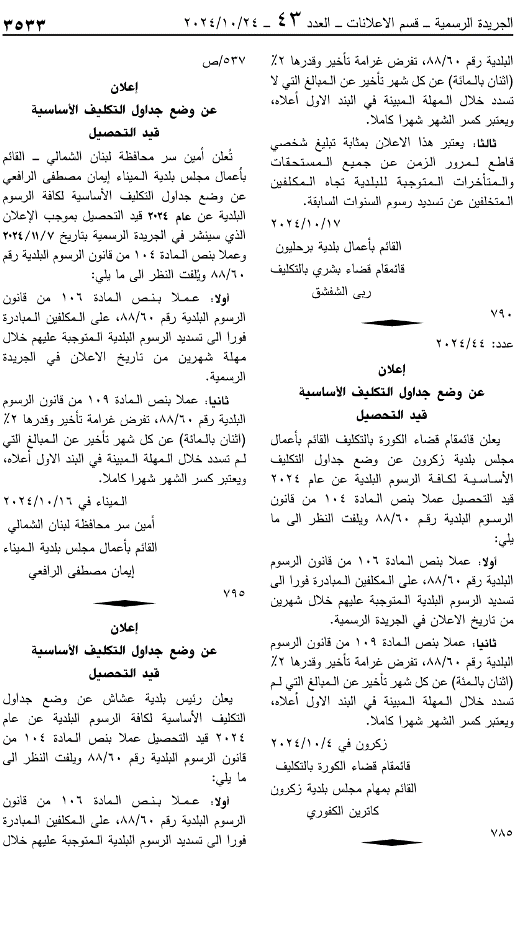 الجريدة الرسمية ــ قسم الاعلانات ــ العدد ٤٣ ــ ٢٠٢٤/١٠/٢٤
٣٥٣٣
البلدية رقم ٨٨/٦٠، تفرض غرامة تأخير وقدرها ٢٪
(اثنان بالمائة) عن كل شهر تأخير عن المبالغ التي لا
تسدد خلال المهلة المبينة في البند الاول أعلاه،
ويعتبر كسر الشهر شهرا كاملا.
ثالثا: يعتبر هذا الاعلان بمثابة تبليغ شخصي
قاطع لمرور الزمن عن جميع المستحقات
والمتأخرات المتوجبة للبلدية تجاه المكلفين
المتخلفين عن تسديد رسوم السنوات السابقة.
٢٠٢٤/١٠/١٧
القائم بأعمال بلدية برحليون
قائمقام قضاء بشري بالتكليف
ربى الشفشق
٧٩٠
عدد: ٢٠٢٤/٤٤
إعلان
عن وضع جداول التكليف الأساسية
قيد التحصيل
يعلن قائمقام قضاء الكورة بالتكليف القائم بأعمال
مجلس بلدية زكرون عن وضع جداول التكليف
الأساسية لكافة الرسوم البلدية عن عام ٢٠٢٤
قيد التحصيل عملا بنص المادة ١٠٤ من قانون
الرسوم البلدية رقم ٨٨/٦٠ ويلفت النظر الى ما
يلي:
أولا: عملا بنص المادة ١٠٦ من قانون الرسوم
البلدية رقم ٨٨/٦٠، على المكلفين المبادرة فورا الى
تسديد الرسوم البلدية المتوجبة عليهم خلال شهرين
من تاريخ الاعلان في الجريدة الرسمية.
ثانيا: عملا بنص المادة ١٠٩ من قانون الرسوم
البلدية رقم ٨٨/٦٠، تفرض غرامة تأخير وقدرها ٢٪
(اثنان بالمئة) عن كل شهر تأخير عن المبالغ التي لم
تسدد خلال المهلة المبينة في البند الاول أعلاه،
ويعتبر كسر الشهر شهرا كاملا.
زكرون في ٢٠٢٤/١٠/٤
قائمقام قضاء الكورة بالتكليف
القائم بمهام مجلس بلدية زكرون
كاترين الكفوري
٧٨٥
٥٣٧/ص
إعلان
عن وضع جداول التكليف الأساسية
قيد التحصيل
تُعلن أمين سر محافظة لبنان الشمالي ــ القائم
بأعمال مجلس بلدية الميناء إيمان مصطفى الرافعي
عن وضع جداول التكليف الأساسية لكافة الرسوم
البلدية عن عام ٢٠٢٤ قيد التحصيل بموجب الإعلان
الذي سينشر في الجريدة الرسمية بتاريخ ٢٠٢٤/١١/٧
وعملا بنص المادة ١٠٤ من قانون الرسوم البلدية رقم
٨٨/٦٠ ويُلفت النظر الى ما يلي:
أولا: عملا بنص المادة ١٠٦ من قانون
الرسوم البلدية رقم ٨٨/٦٠، على المكلفين المبادرة
فورا الى تسديد الرسوم البلدية المتوجبة عليهم خلال
مهلة شهرين من تاريخ الاعلان في الجريدة
الرسمية.
ثانيا: عملا بنص المادة ١٠٩ من قانون الرسوم
البلدية رقم ٨٨/٦٠، تفرض غرامة تأخير وقدرها ٢٪
(اثنان بالمائة) عن كل شهر تأخير عن المبالغ التي
لم تسدد خلال المهلة المبينة في البند الأول أعلاه،
ويعتبر كسر الشهر شهرا كاملا.
الميناء في ٢٠٢٤/١٠/١٦
أمين سر محافظة لبنان الشمالي
القائم بأعمال مجلس بلدية الميناء
إيمان مصطفى الرافعي
٧٩٥
إعلان
عن وضع جداول التكليف الأساسية
قيد التحصيل
يعلن رئيس بلدية عشاش عن وضع جداول
التكليف الأساسية لكافة الرسوم البلدية عن عام
٢٠٢٤ قيد التحصيل عملا بنص المادة ١٠٤ من
قانون الرسوم البلدية رقم ٨٨/٦٠ ويلفت النظر الى
ما يلي:
أولا: عملا بنص المادة ١٠٦ من قانون
الرسوم البلدية رقم ٨٨/٦٠، على المكلفين المبادرة
فورا الى تسديد الرسوم البلدية المتوجبة عليهم خلال